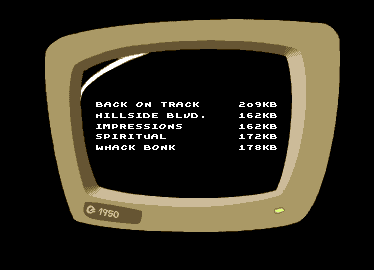 BACK ON TRACK 209KB
HILLSIDE BLVD. 162KB
IMPRESSIONS 162KB
SPIRITUAL 172KB
WHACK BONK 178KB
1950